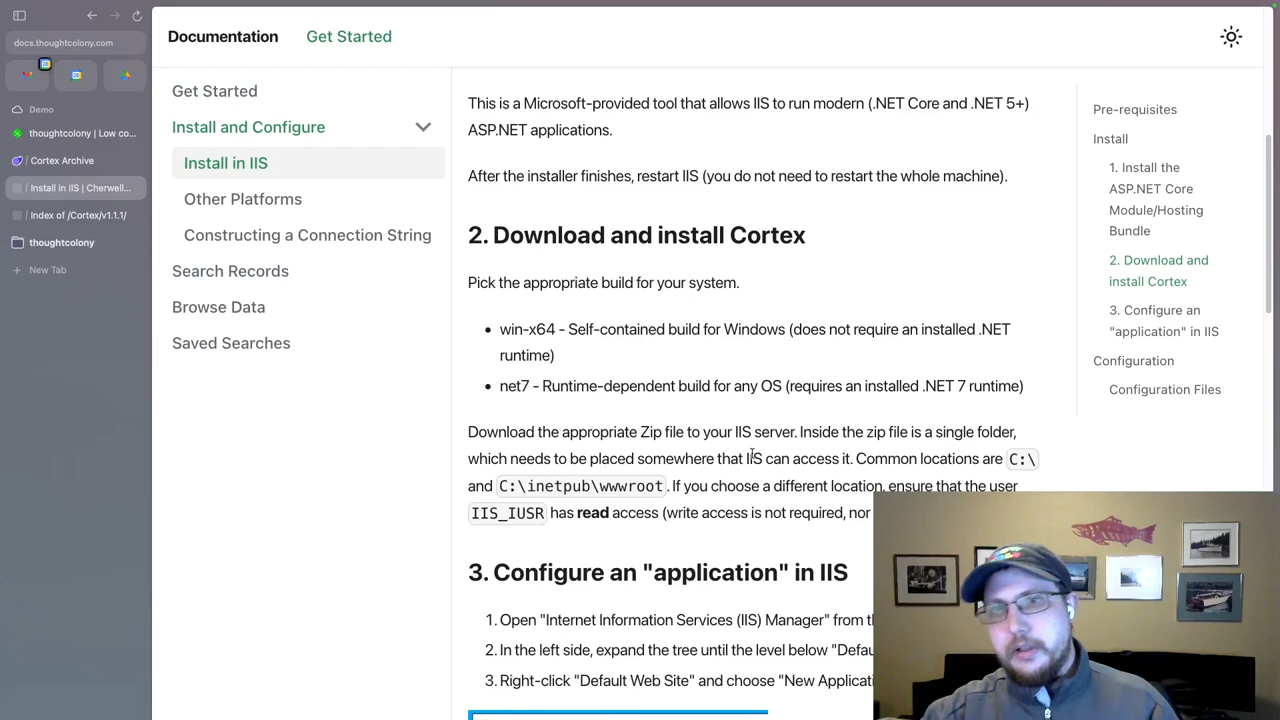 docs.thoughtcolony.com
Demo
thoughtcolony | Low co...
Cortex Archive
Install in IIS | Cherwell...
Index of /Cortex/v1.1.1/
thoughtcolony
New Tab
Documentation
Get Started
Get Started
Install and Configure
Install in IIS
Other Platforms
Constructing a Connection String
Search Records
Browse Data
Saved Searches
This is a Microsoft-provided tool that allows IIS to run modern (.NET Core and .NET 5+)
ASP.NET applications.
After the installer finishes, restart IIS (you do not need to restart the whole machine).
2. Download and install Cortex
Pick the appropriate build for your system.
• win-x64 - Self-contained build for Windows (does not require an installed .NET
runtime)
• net7 - Runtime-dependent build for any OS (requires an installed .NET 7 runtime)
Download the appropriate Zip file to your IIS server. Inside the zip file is a single folder,
which needs to be placed somewhere that IIS can access it. Common locations are C:\
and C:\inetpub\wwwroot. If you choose a different location, ensure that the user
IIS_IUSR has read access (write access is not required, nor
3. Configure an "application" in IIS
1. Open "Internet Information Services (IIS) Manager" from
2. In the left side, expand the tree until the level below
3. Right-click "Default Web Site" and choose "New
Pre-requisites
Install
1. Install the
ASP.NET Core
Module/Hosting
Bundle
2. Download and
install Cortex
3. Configure an
"application" in IIS
Configuration
Configuration Files